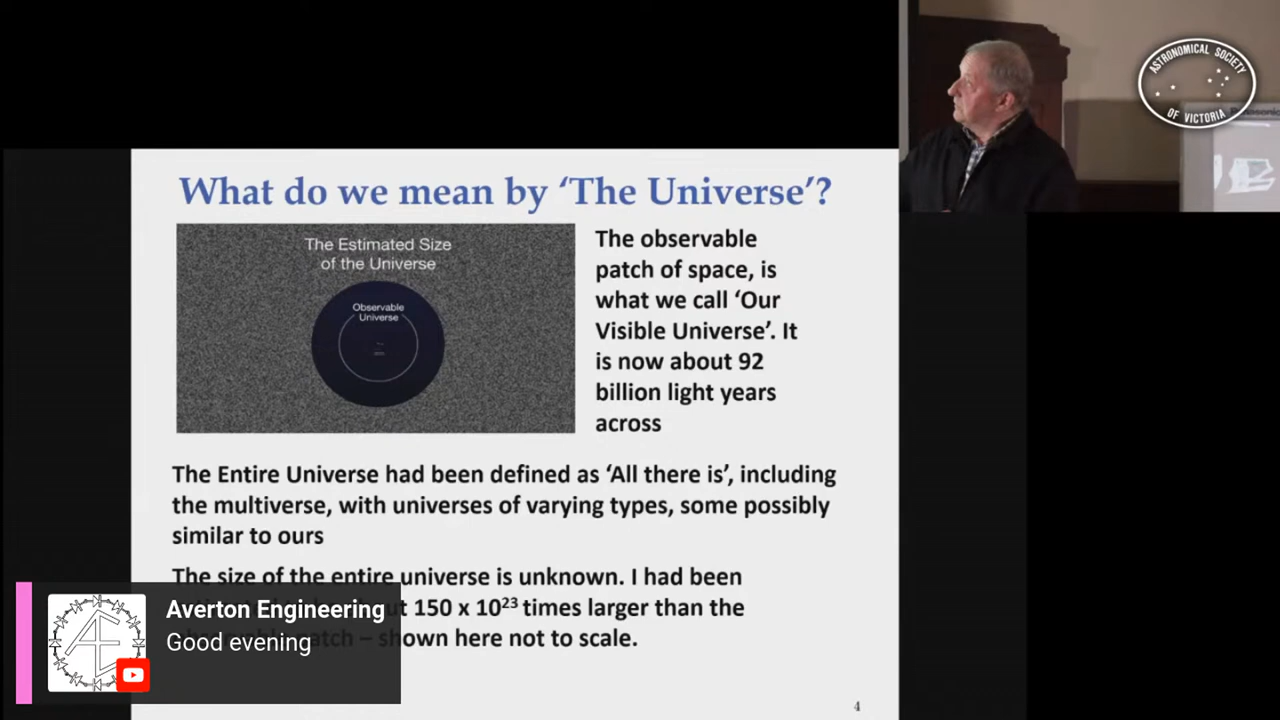 ASTRONOMICAL SOCIETY
OF VICTORIA
What do we mean by ‘The Universe’?
The Estimated Size
of the Universe
Observable
Universe
The observable
patch of space, is
what we call ‘Our
Visible Universe’. It
is now about 92
billion light years
across
The Entire Universe had been defined as ‘All there is’, including
the multiverse, with universes of varying types, some possibly
similar to ours
The size of the entire universe is unknown. I had been
150 x 10²³ times larger than the
– shown here not to scale.
Averton Engineering
Good evening
4